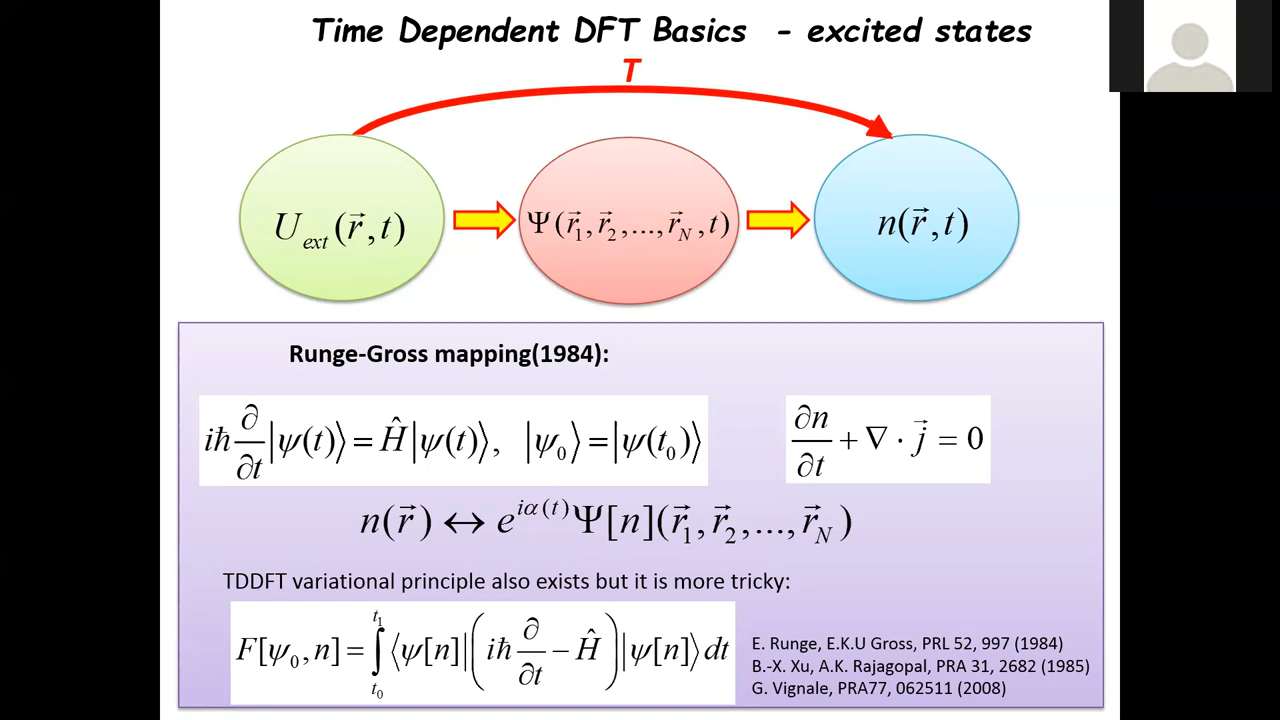 Time Dependent DFT Basics - excited states
T
U_ext(r⃗,t)
Ψ(r⃗₁,r⃗₂,...,r⃗_N,t)
n(r⃗,t)
Runge-Gross mapping(1984):
iħ ∂/∂t |ψ(t)⟩ = Ĥ|ψ(t)⟩, |ψ₀⟩ = |ψ(t₀)⟩
∂n/∂t + ∇ · j⃗ = 0
n(r⃗) ↔ e^{iα(t)} Ψ[n](r⃗₁,r⃗₂,...,r⃗_N)
TDDFT variational principle also exists but it is more tricky:
F[ψ₀,n] = ∫_{t₀}^{t₁} ⟨ψ[n]| (iħ ∂/∂t − Ĥ) |ψ[n]⟩ dt
E. Runge, E.K.U Gross, PRL 52, 997 (1984)
B.-X. Xu, A.K. Rajagopal, PRA 31, 2682 (1985)
G. Vignale, PRA77, 062511 (2008)